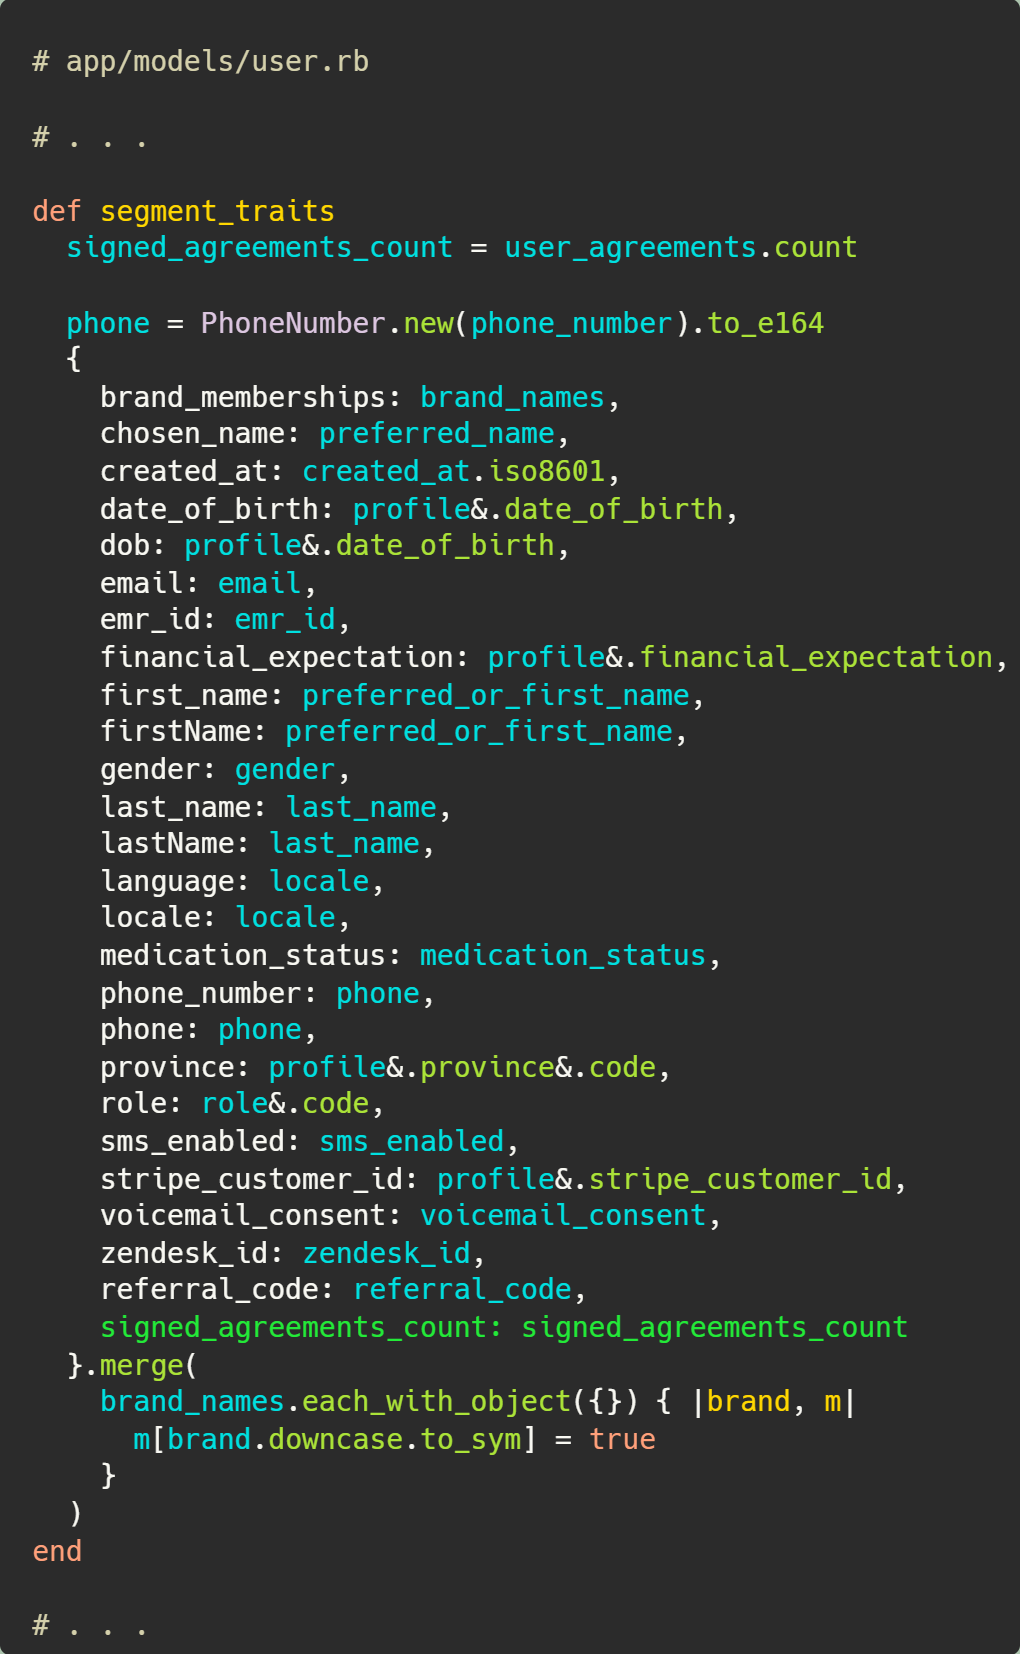 # app/models/user.rb
# . . .
def segment_traits
  signed_agreements_count = user_agreements.count
  phone = PhoneNumber.new(phone_number).to_e164
  {
    brand_memberships: brand_names,
    chosen_name: preferred_name,
    created_at: created_at.iso8601,
    date_of_birth: profile&.date_of_birth,
    dob: profile&.date_of_birth,
    email: email,
    emr_id: emr_id,
    financial_expectation: profile&.financial_expectation,
    first_name: preferred_or_first_name,
    firstName: preferred_or_first_name,
    gender: gender,
    last_name: last_name,
    lastName: last_name,
    language: locale,
    locale: locale,
    medication_status: medication_status,
    phone_number: phone,
    phone: phone,
    province: profile&.province&.code,
    role: role&.code,
    sms_enabled: sms_enabled,
    stripe_customer_id: profile&.stripe_customer_id,
    voicemail_consent: voicemail_consent,
    zendesk_id: zendesk_id,
    referral_code: referral_code,
    signed_agreements_count: signed_agreements_count
  }.merge(
    brand_names.each_with_object({}) { |brand, m|
      m[brand.downcase.to_sym] = true
    }
  )
end
# . . .